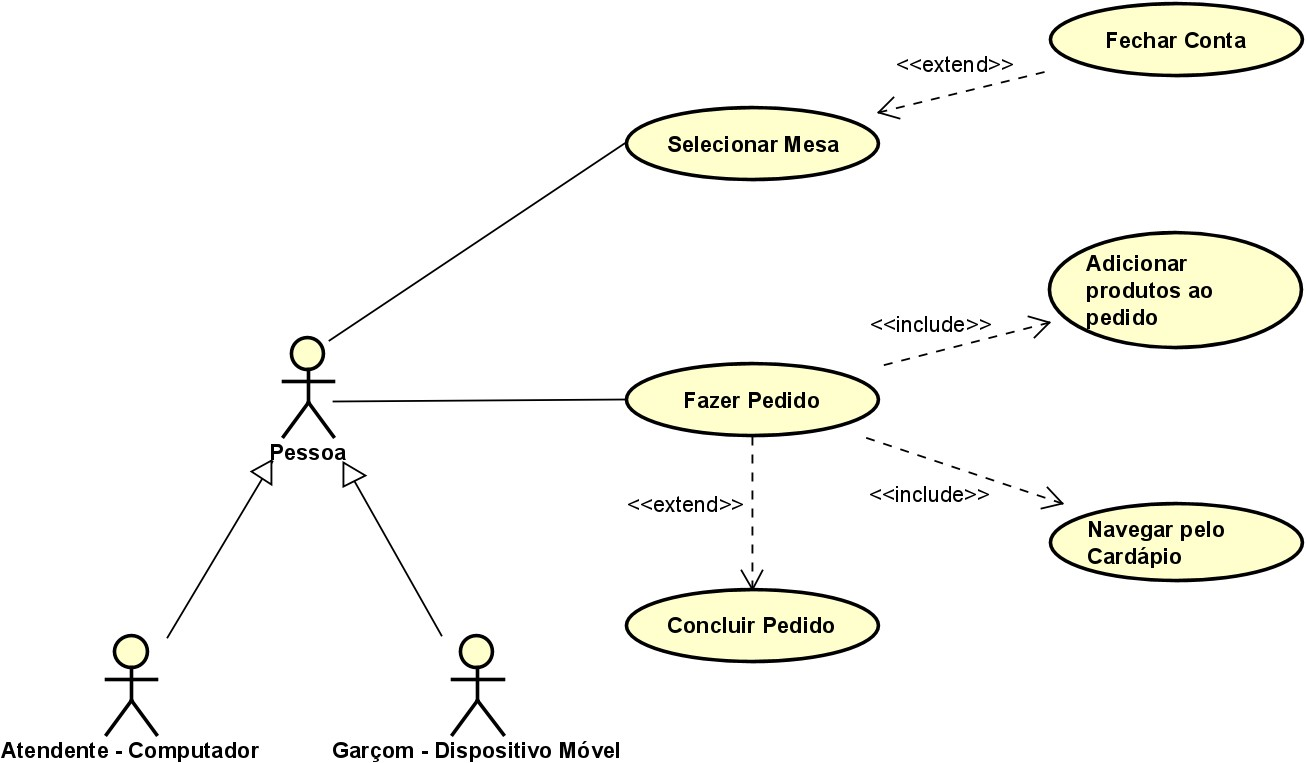 Fechar Conta
<<extend>>
Selecionar Mesa
Adicionar
produtos ao
pedido
<<include>>
Fazer Pedido
Pessoa
<<include>>
<<extend>>
Navegar pelo
Cardápio
Concluir Pedido
Atendente - Computador
Garçom - Dispositivo Móvel